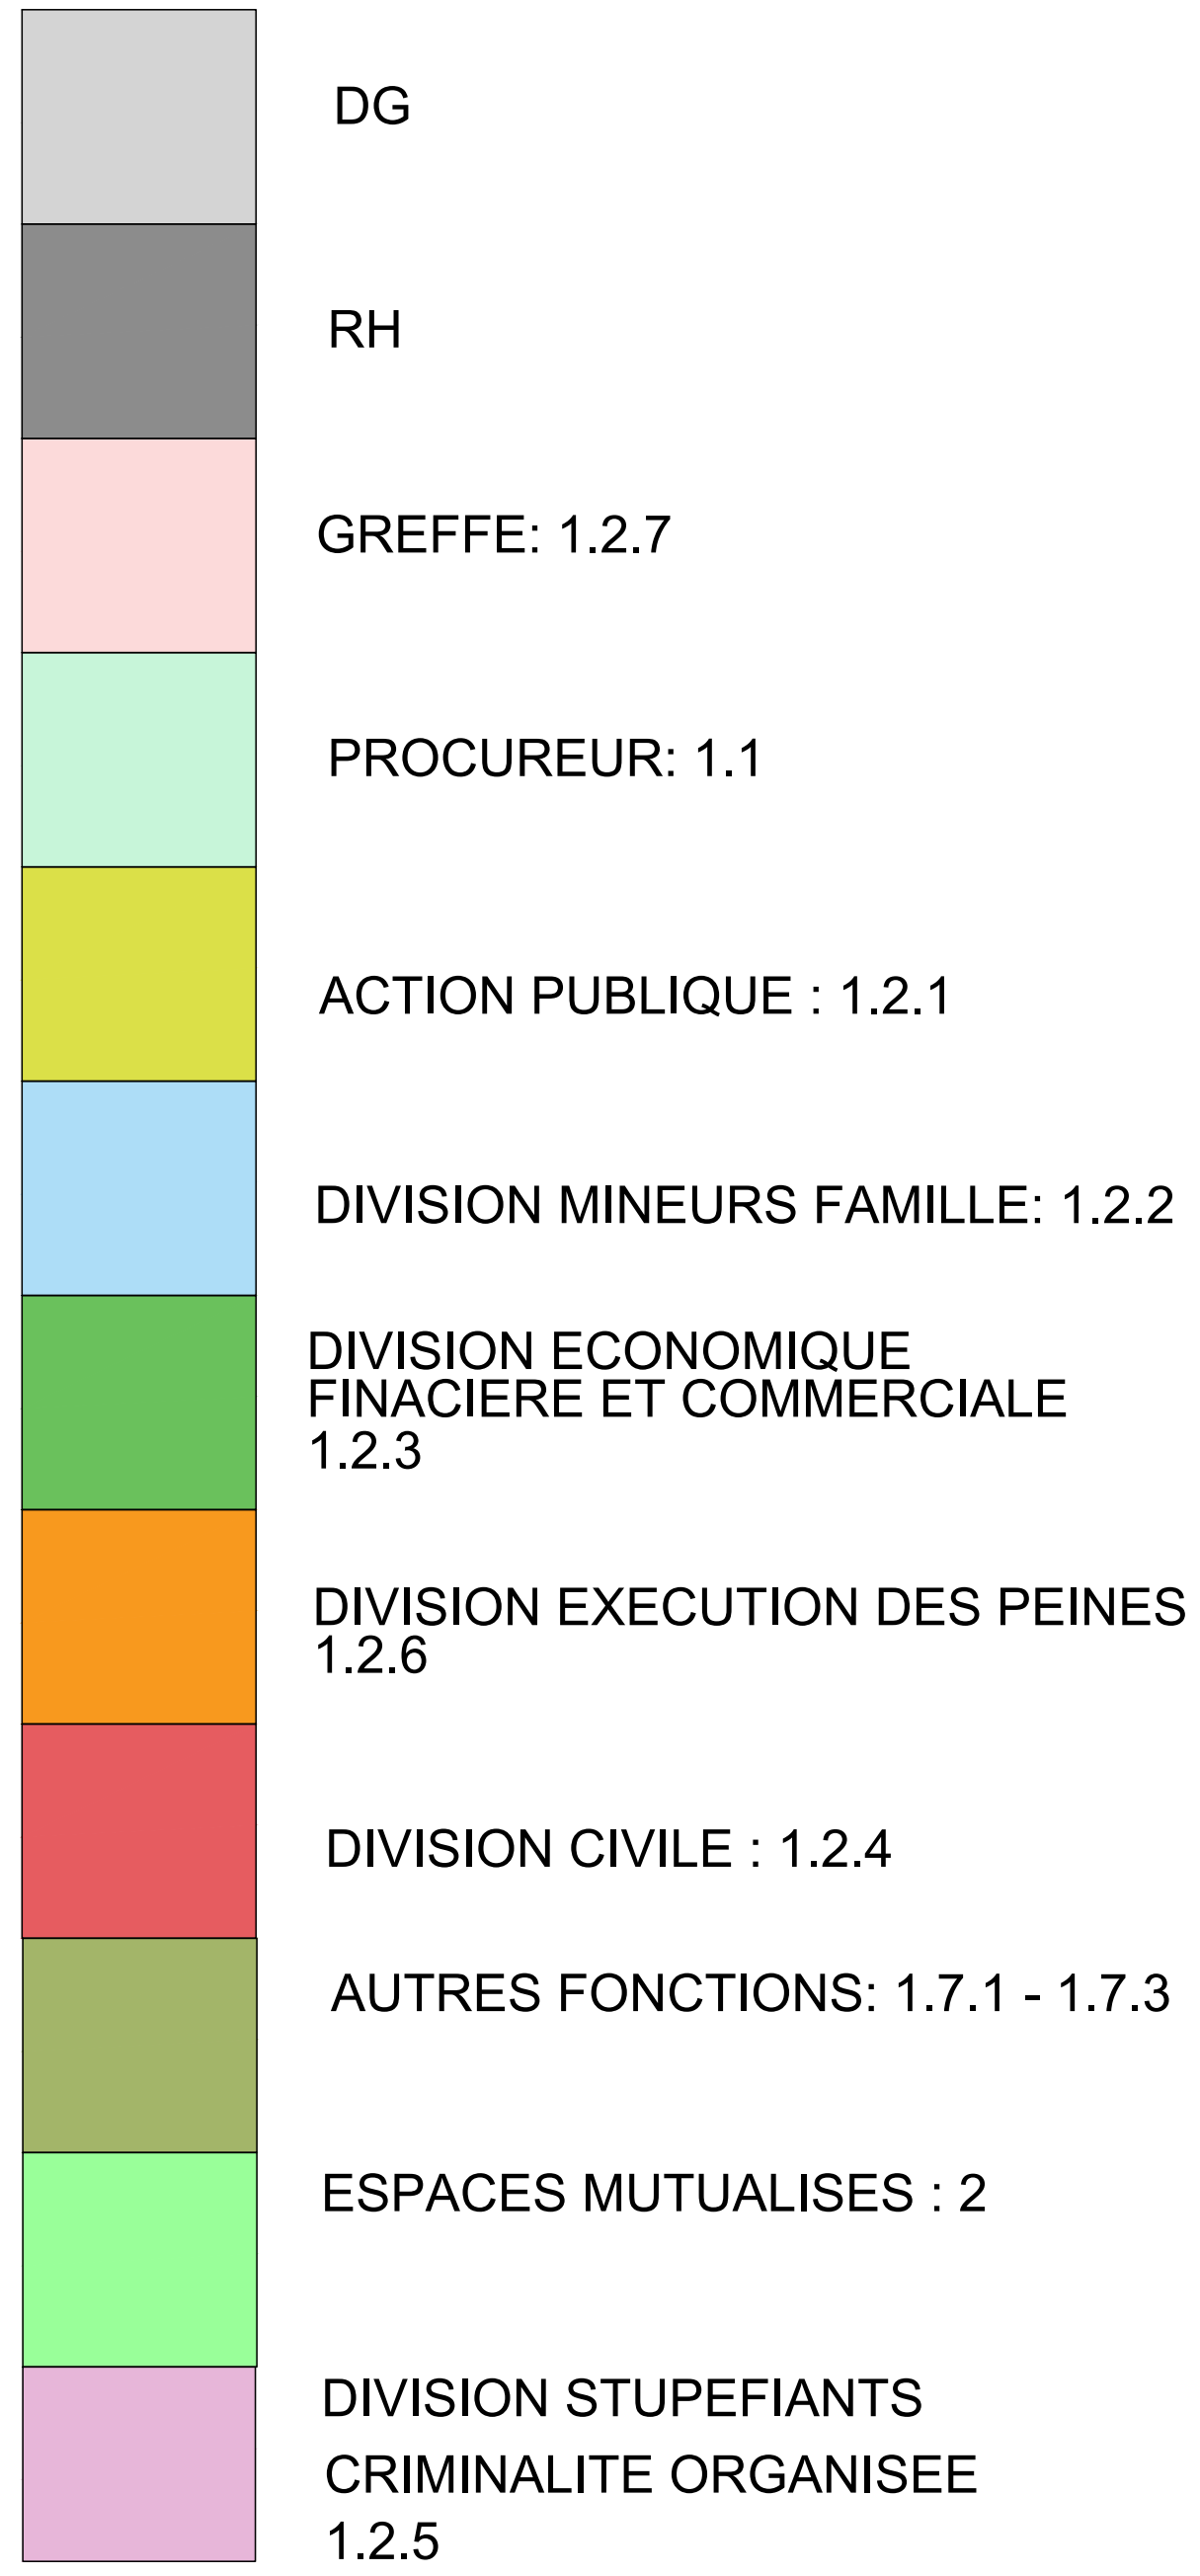 DG
RH
GREFFE: 1.2.7
PROCUREUR: 1.1
ACTION PUBLIQUE : 1.2.1
DIVISION MINEURS FAMILLE: 1.2.2
DIVISION ECONOMIQUE
FINACIERE ET COMMERCIALE
1.2.3
DIVISION EXECUTION DES PEINES
1.2.6
DIVISION CIVILE : 1.2.4
AUTRES FONCTIONS: 1.7.1 - 1.7.3
ESPACES MUTUALISES : 2
DIVISION STUPEFIANTS
CRIMINALITE ORGANISEE
1.2.5